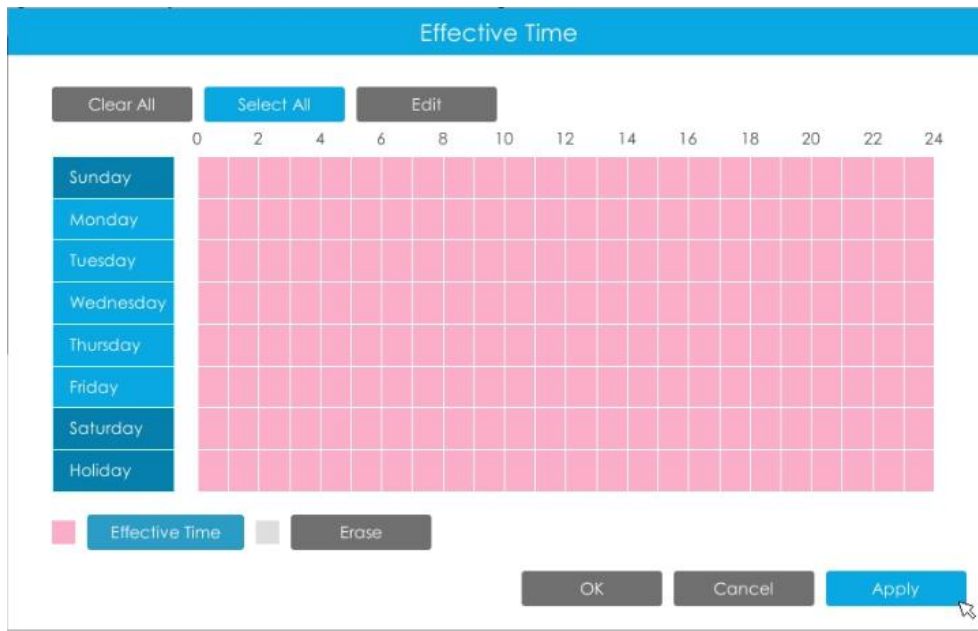 Effective Time
Clear All Select All Edit
0 2 4 6 8 10 12 14 16 18 20 22 24
Sunday
Monday
Tuesday
Wednesday
Thursday
Friday
Saturday
Holiday
Effective Time Erase
OK Cancel Apply